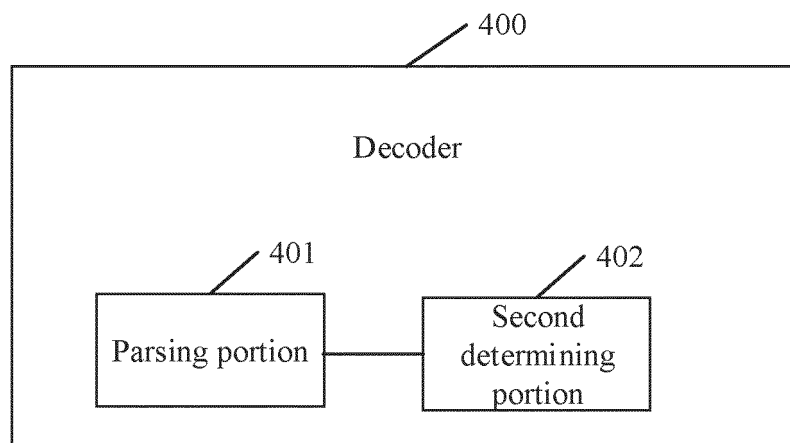 400
Decoder
401
402
Parsing portion
Second
determining
portion